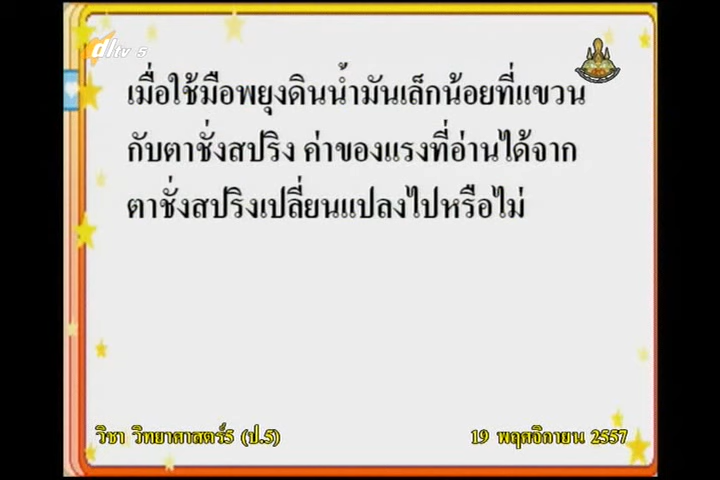 dltv 5
เมื่อใช้มือพยุงดินน้ำมันเล็กน้อยที่แขวน
กับตาชั่งสปริง ค่าของแรงที่อ่านได้จาก
ตาชั่งสปริงเปลี่ยนแปลงไปหรือไม่
วิชา วิทยาศาสตร์5 (ป.5)
19 พฤศจิกายน 2557